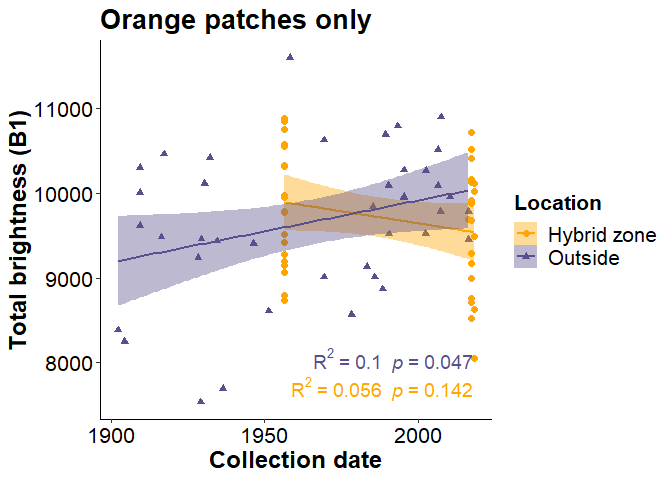 Orange patches only
Total brightness (B1)
11000
10000
9000
8000
1900
1950
2000
Collection date
R² = 0.1 p = 0.047
R² = 0.056 p = 0.142
Location
Hybrid zone
Outside